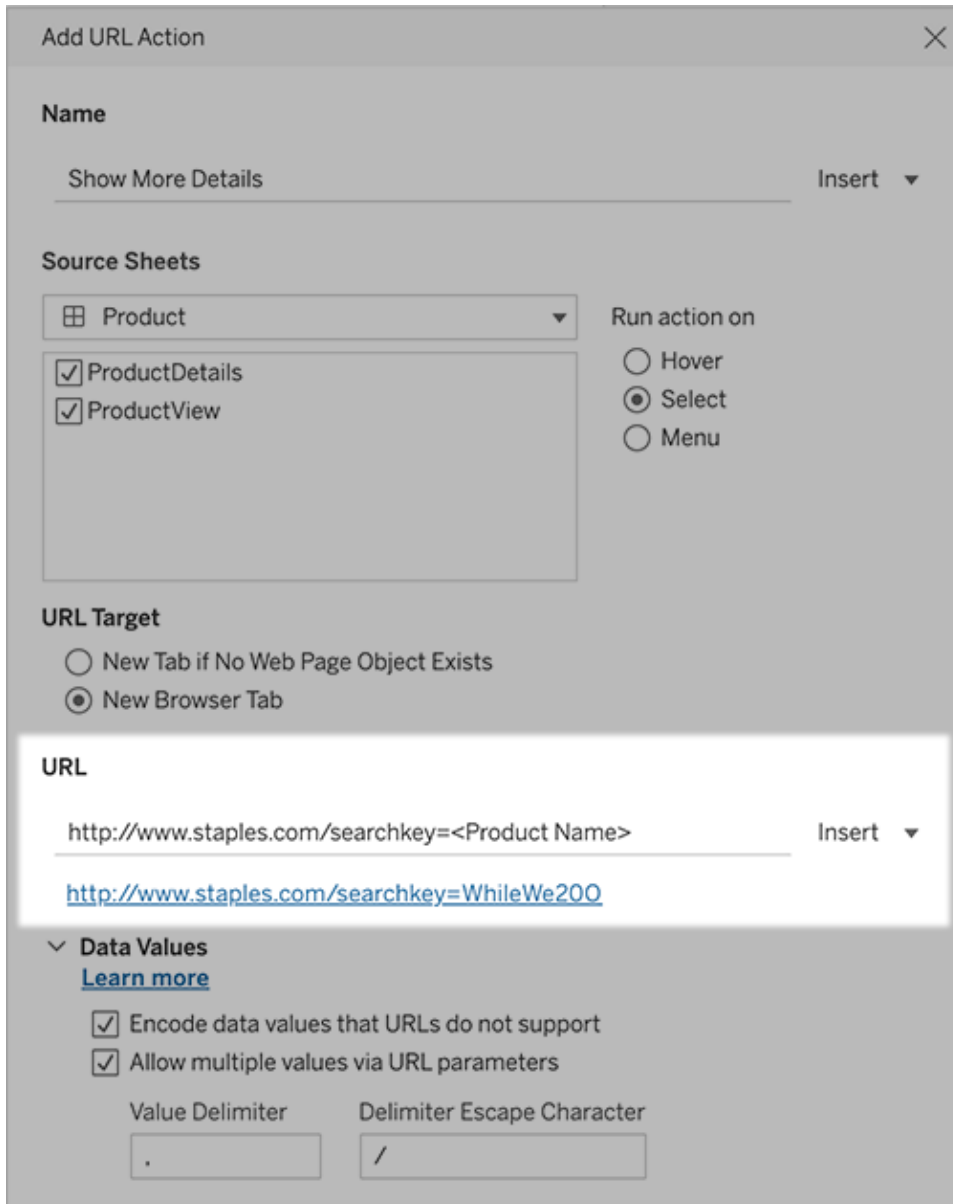 Add URL Action
Name
Show More Details Insert
Source Sheets
Product Run action on
ProductDetails Hover
ProductView Select
Menu
URL Target
New Tab if No Web Page Object Exists
New Browser Tab
URL
http://www.staples.com/searchkey=<Product Name> Insert
http://www.staples.com/searchkey=WhileWe20O
Data Values
Learn more
Encode data values that URLs do not support
Allow multiple values via URL parameters
Value Delimiter Delimiter Escape Character
, /